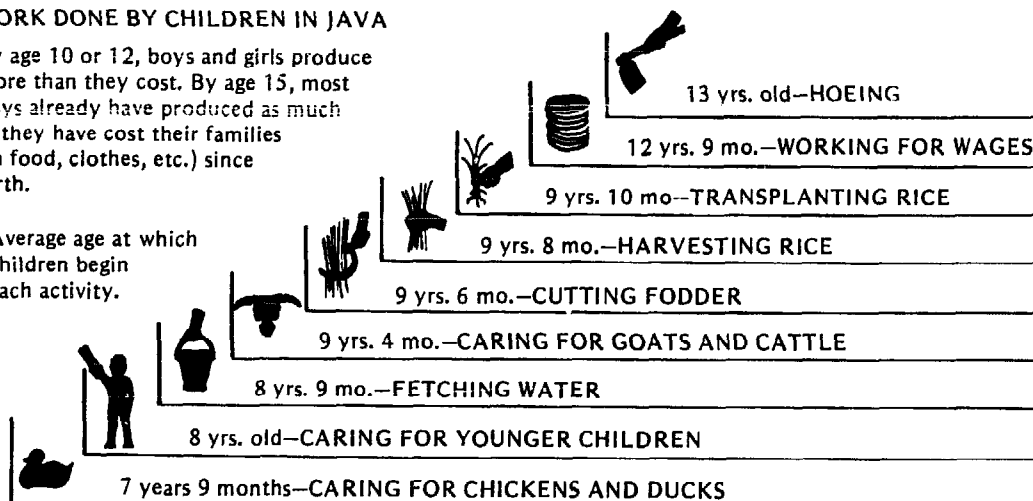 ORK DONE BY CHILDREN IN JAVA
age 10 or 12, boys and girls produce
ore than they cost. By age 15, most
ys already have produced as much
they have cost their families
food, clothes, etc.) since
rth.
Average age at which
hildren begin
ach activity.
13 yrs. old—HOEING
12 yrs. 9 mo.—WORKING FOR WAGES
9 yrs. 10 mo--TRANSPLANTING RICE
9 yrs. 8 mo.—HARVESTING RICE
9 yrs. 6 mo.—CUTTING FODDER
9 yrs. 4 mo.—CARING FOR GOATS AND CATTLE
8 yrs. 9 mo.—FETCHING WATER
8 yrs. old—CARING FOR YOUNGER CHILDREN
7 years 9 months—CARING FOR CHICKENS AND DUCKS